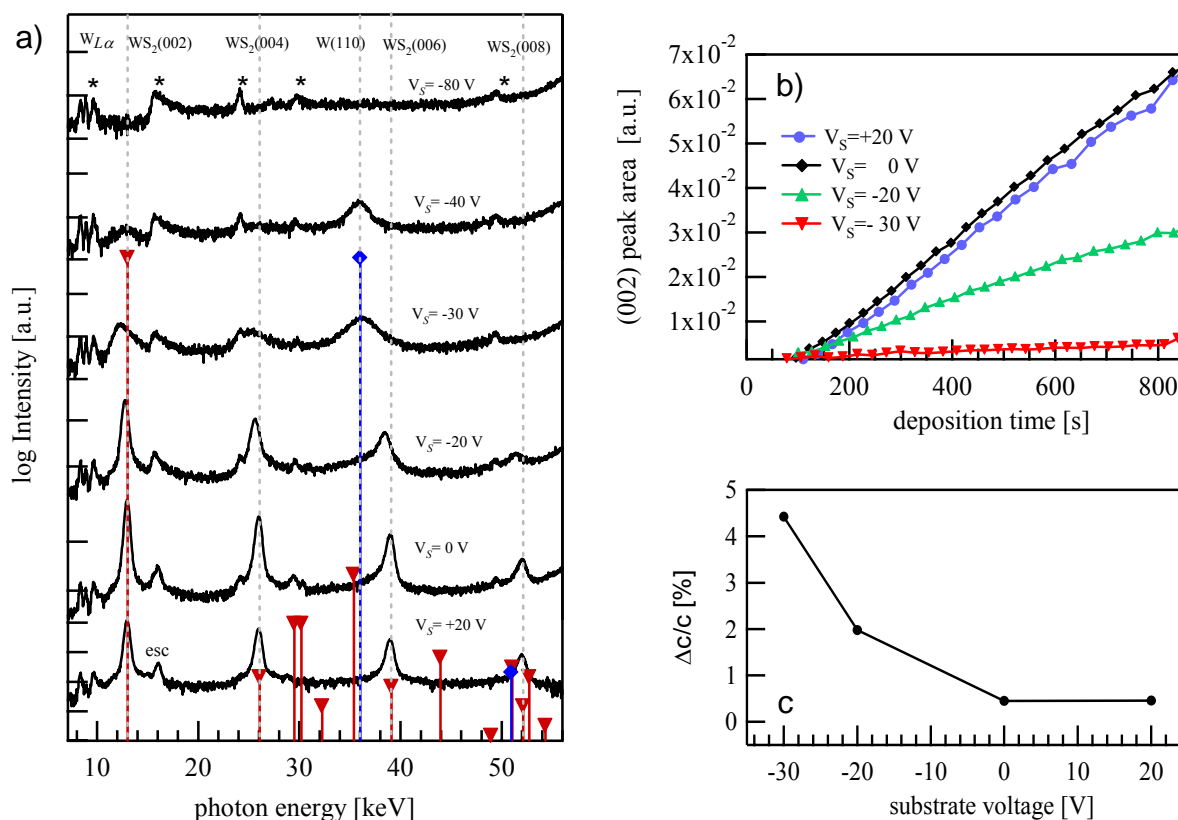 a)
W Lα
WS2(002)
WS2(004)
W(110)
WS2(006)
WS2(008)
* * * * *
VS= -80 V
VS= -40 V
VS= -30 V
VS= -20 V
VS= 0 V
VS= +20 V
esc
log Intensity [a.u.]
10 20 30 40 50
photon energy [keV]
b)
7x10-2
6x10-2
5x10-2
4x10-2
3x10-2
2x10-2
1x10-2
(002) peak area [a.u.]
VS=+20 V
VS= 0 V
VS= -20 V
VS=- 30 V
0 200 400 600 800
deposition time [s]
c
5
4
3
2
1
0
Δc/c [%]
-30 -20 -10 0 10 20
substrate voltage [V]